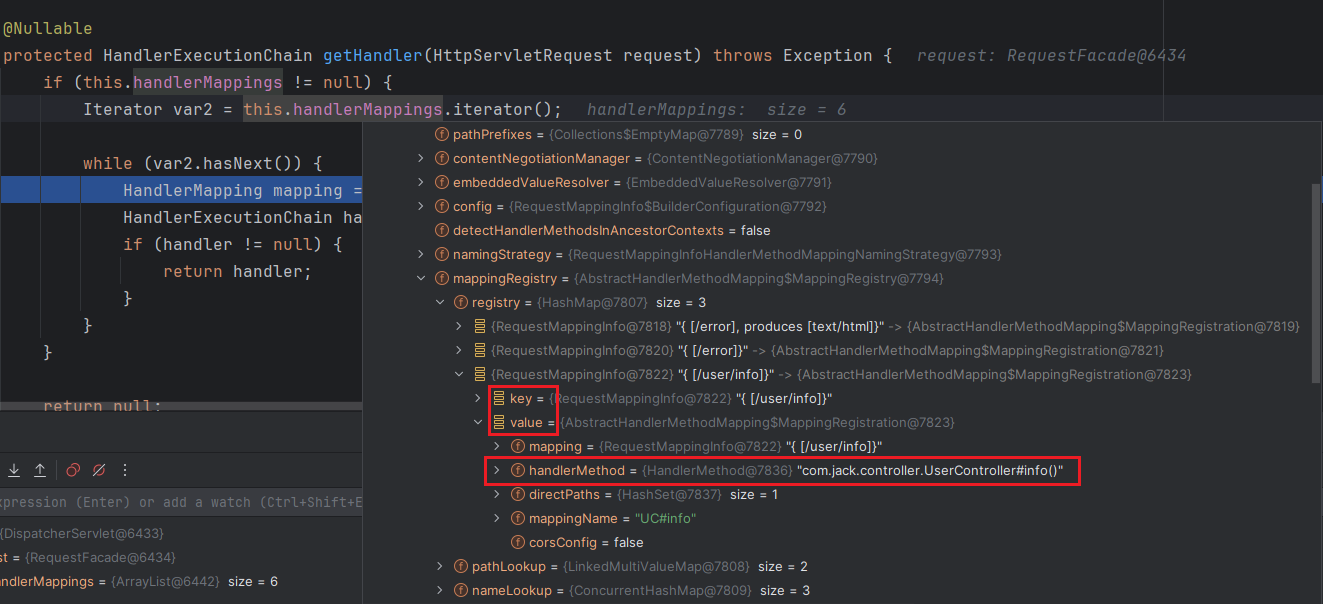 @Nullable
protected HandlerExecutionChain getHandler(HttpServletRequest request) throws Exception {   request: RequestFacade@6434
if (this.handlerMappings != null) {
Iterator var2 = this.handlerMappings.iterator();   handlerMappings:  size = 6
while (var2.hasNext()) {
HandlerMapping mapping =
HandlerExecutionChain ha
if (handler != null) {
return handler;
}
}
}
return null;
pathPrefixes = {Collections$EmptyMap@7789}  size = 0
contentNegotiationManager = {ContentNegotiationManager@7790}
embeddedValueResolver = {EmbeddedValueResolver@7791}
config = {RequestMappingInfo$BuilderConfiguration@7792}
detectHandlerMethodsInAncestorContexts = false
namingStrategy = {RequestMappingInfoHandlerMethodMappingNamingStrategy@7793}
mappingRegistry = {AbstractHandlerMethodMapping$MappingRegistry@7794}
registry = {HashMap@7807}  size = 3
{RequestMappingInfo@7818} "{ [/error], produces [text/html]}" -> {AbstractHandlerMethodMapping$MappingRegistration@7819}
{RequestMappingInfo@7820} "{ [/error]}" -> {AbstractHandlerMethodMapping$MappingRegistration@7821}
{RequestMappingInfo@7822} "{ [/user/info]}" -> {AbstractHandlerMethodMapping$MappingRegistration@7823}
key = {RequestMappingInfo@7822} "{ [/user/info]}"
value = {AbstractHandlerMethodMapping$MappingRegistration@7823}
mapping = {RequestMappingInfo@7822} "{ [/user/info]}"
handlerMethod = {HandlerMethod@7836} "com.jack.controller.UserController#info()"
directPaths = {HashSet@7837}  size = 1
mappingName = "UC#info"
corsConfig = false
pathLookup = {LinkedMultiValueMap@7808}  size = 2
nameLookup = {ConcurrentHashMap@7809}  size = 3
xpression (Enter) or add a watch (Ctrl+Shift+E
{DispatcherServlet@6433}
st = {RequestFacade@6434}
andlerMappings = {ArrayList@6442}  size = 6